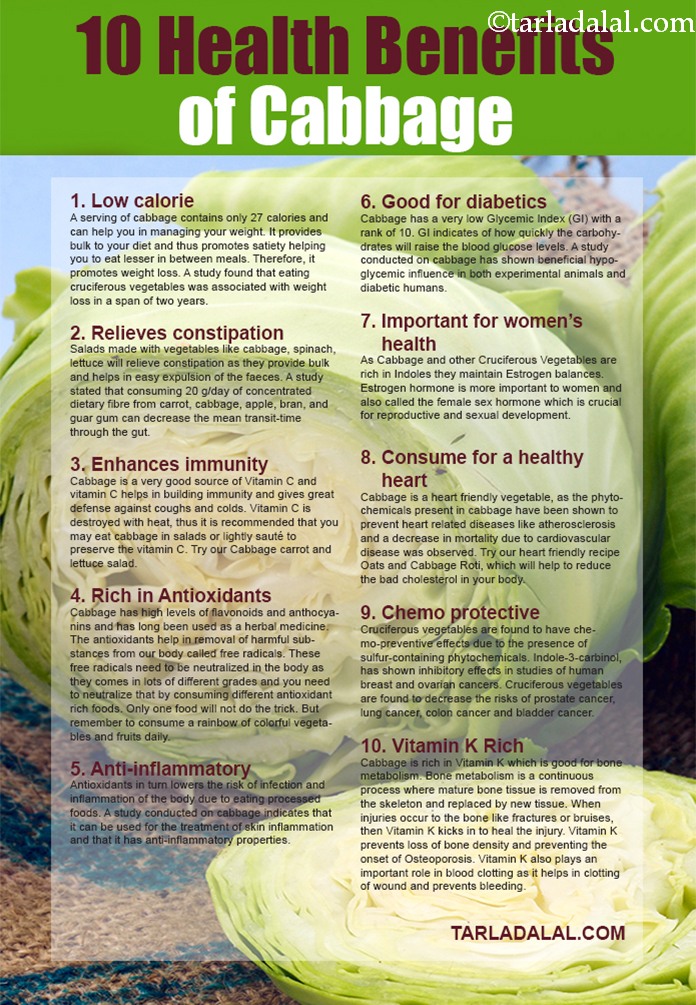 ©tarladalal.com
10 Health Benefits
of Cabbage
1. Low calorie
A serving of cabbage contains only 27 calories and
can help you in managing your weight. It provides
bulk to your diet and thus promotes satiety helping
you to eat lesser in between meals. Therefore, it
promotes weight loss. A study found that eating
cruciferous vegetables was associated with weight
loss in a span of two years.
2. Relieves constipation
Salads made with vegetables like cabbage, spinach,
lettuce will relieve constipation as they provide bulk
and helps in easy expulsion of the faeces. A study
stated that consuming 20 g/day of concentrated
dietary fibre from carrot, cabbage, apple, bran, and
guar gum can decrease the mean transit-time
through the gut.
3. Enhances immunity
Cabbage is a very good source of Vitamin C and
vitamin C helps in building immunity and gives great
defense against coughs and colds. Vitamin C is
destroyed with heat, thus it is recommended that you
may eat cabbage in salads or lightly sauté to
preserve the vitamin C. Try our Cabbage carrot and
lettuce salad.
4. Rich in Antioxidants
Cabbage has high levels of flavonoids and anthocya-
nins and has long been used as a herbal medicine.
The antioxidants help in removal of harmful sub-
stances from our body called free radicals. These
free radicals need to be neutralized in the body as
they comes in lots of different grades and you need
to neutralize that by consuming different antioxidant
rich foods. Only one food will not do the trick. But
remember to consume a rainbow of colorful vegeta-
bles and fruits daily.
5. Anti-inflammatory
Antioxidants in turn lowers the risk of infection and
inflammation of the body due to eating processed
foods. A study conducted on cabbage indicates that
it can be used for the treatment of skin inflammation
and that it has anti-inflammatory properties.
6. Good for diabetics
Cabbage has a very low Glycemic Index (GI) with a
rank of 10. GI indicates of how quickly the carbohy-
drates will raise the blood glucose levels. A study
conducted on cabbage has shown beneficial hypo-
glycemic influence in both experimental animals and
diabetic humans.
7. Important for women's
health
As Cabbage and other Cruciferous Vegetables are
rich in Indoles they maintain Estrogen balances.
Estrogen hormone is more important to women and
also called the female sex hormone which is crucial
for reproductive and sexual development.
8. Consume for a healthy
heart
Cabbage is a heart friendly vegetable, as the phyto-
chemicals present in cabbage have been shown to
prevent heart related diseases like atherosclerosis
and a decrease in mortality due to cardiovascular
disease was observed. Try our heart friendly recipe
Oats and Cabbage Roti, which will help to reduce
the bad cholesterol in your body.
9. Chemo protective
Cruciferous vegetables are found to have che-
mo-preventive effects due to the presence of
sulfur-containing phytochemicals. Indole-3-carbinol,
has shown inhibitory effects in studies of human
breast and ovarian cancers. Cruciferous vegetables
are found to decrease the risks of prostate cancer,
lung cancer, colon cancer and bladder cancer.
10. Vitamin K Rich
Cabbage is rich in Vitamin K which is good for bone
metabolism. Bone metabolism is a continuous
process where mature bone tissue is removed from
the skeleton and replaced by new tissue. When
injuries occur to the bone like fractures or bruises,
then Vitamin K kicks in to heal the injury. Vitamin K
prevents loss of bone density and preventing the
onset of Osteoporosis. Vitamin K also plays an
important role in blood clotting as it helps in clotting
of wound and prevents bleeding.
TARLADALAL.COM